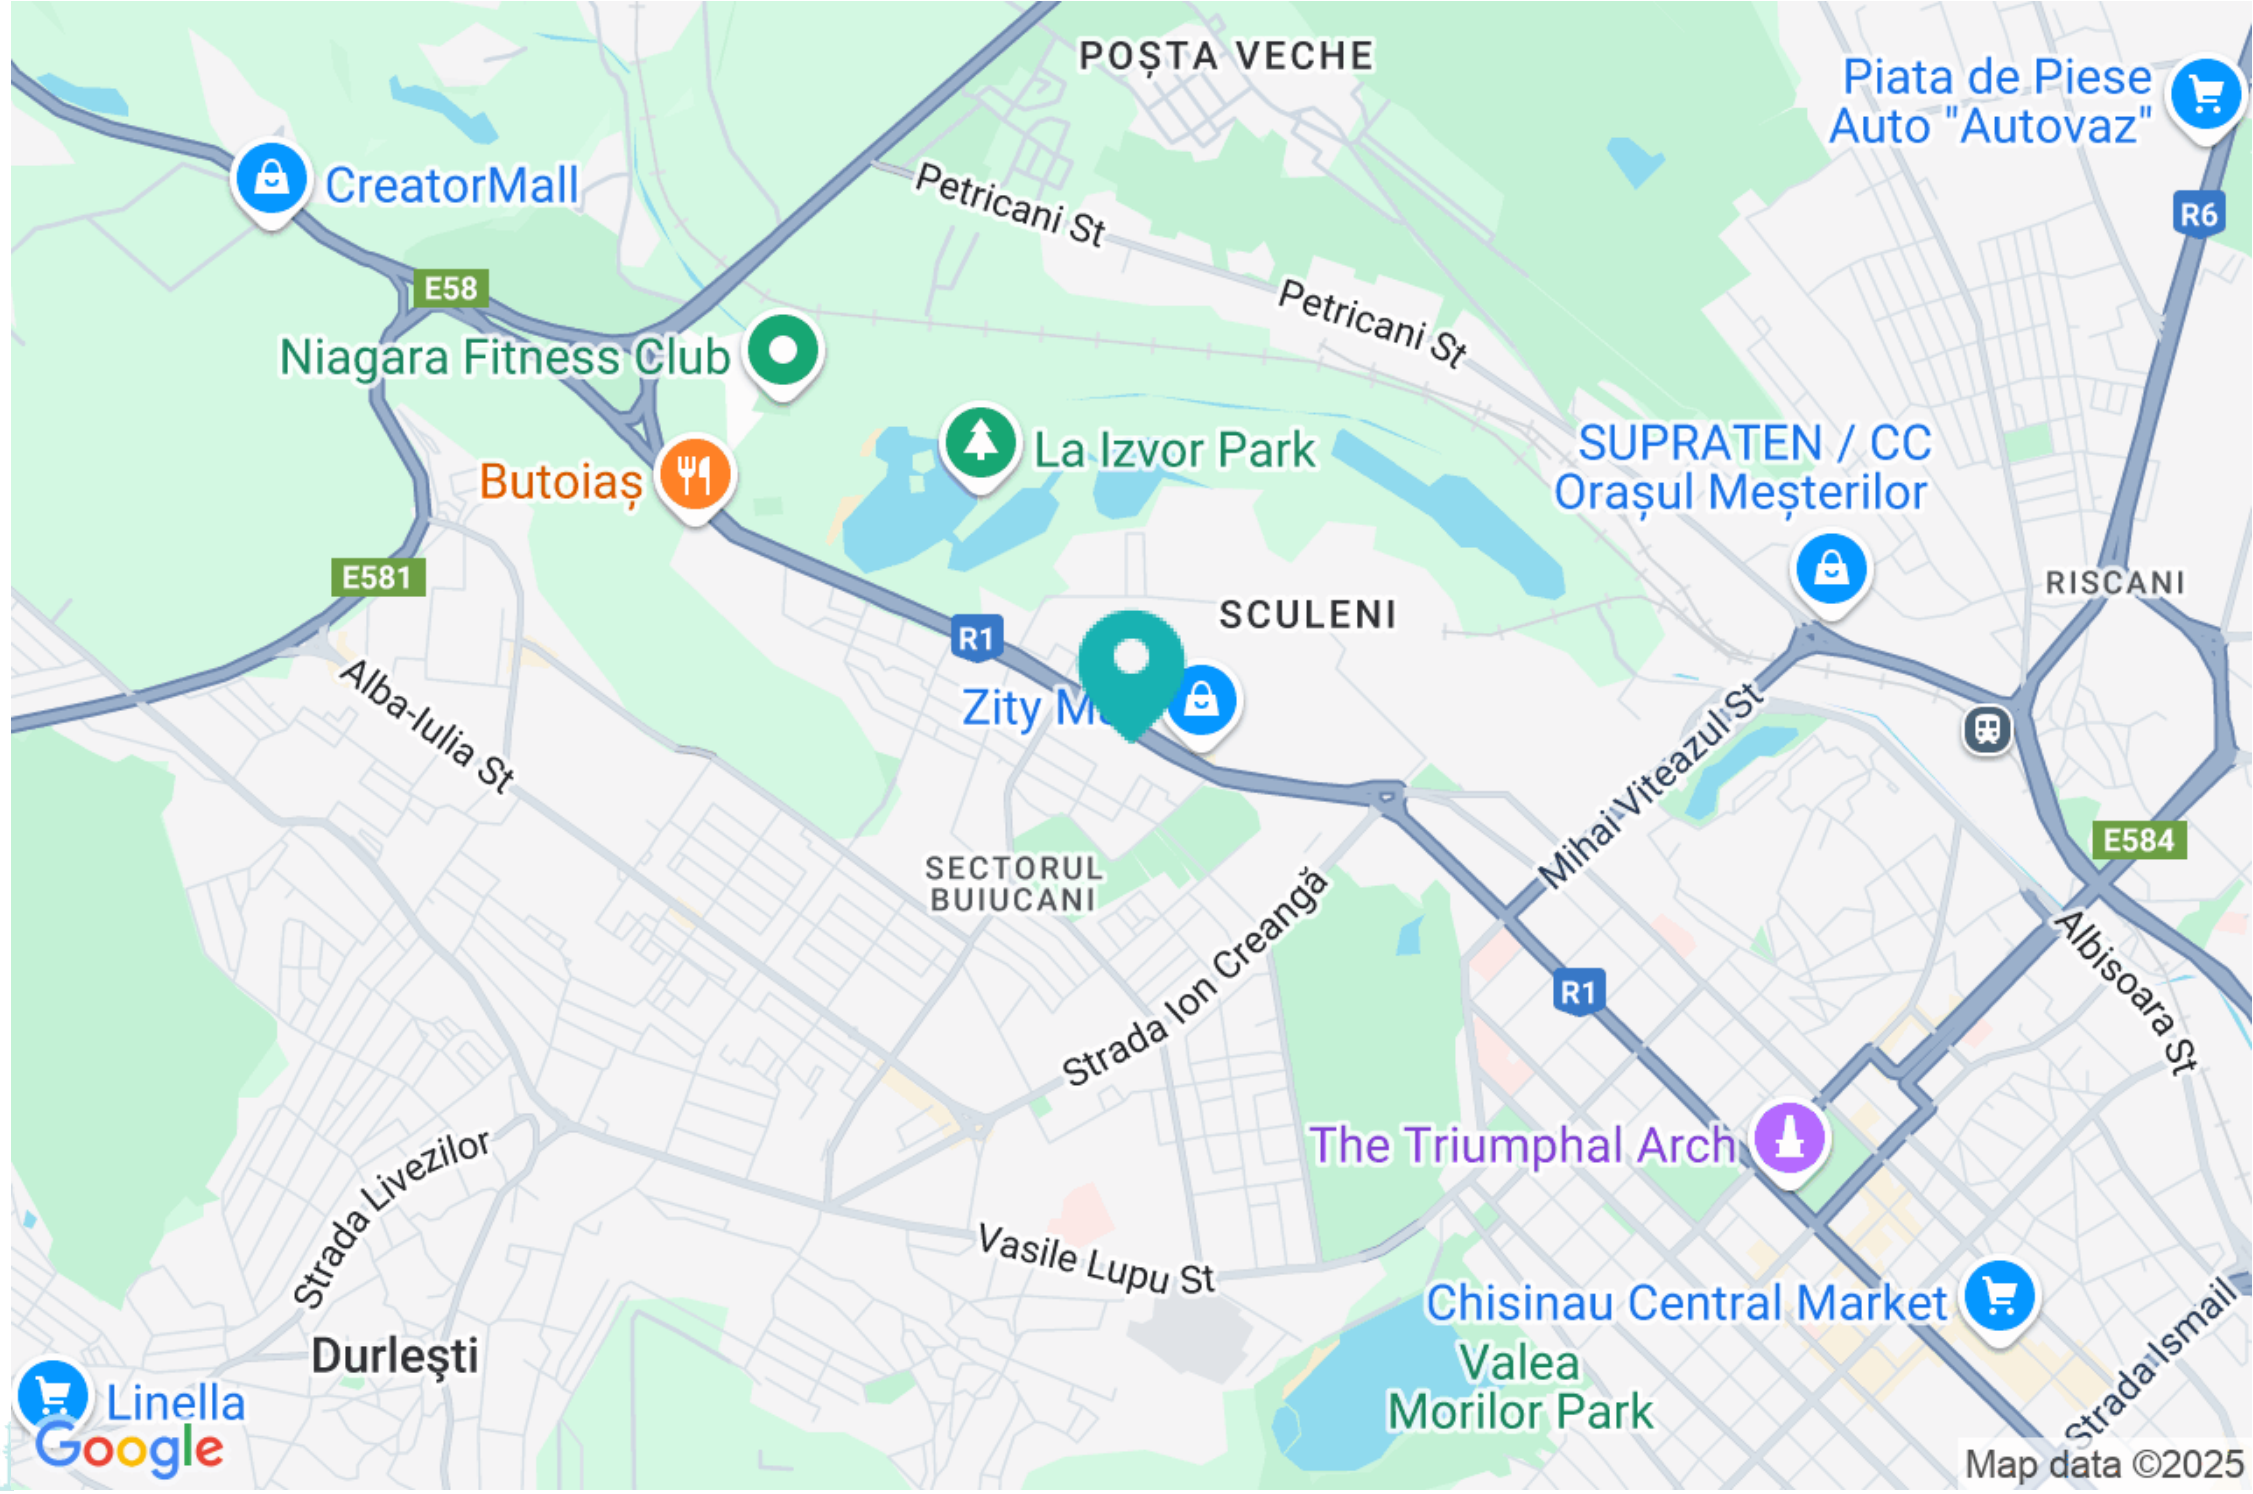 POȘTA VECHE
Piata de Piese
Auto "Autovaz"
CreatorMall
Petricani St
R6
E58
Petricani St
Niagara Fitness Club
La Izvor Park
SUPRATEN / CC
Orașul Meșterilor
Butoiaș
E581
RISCANI
SCULENI
R1
Alba-Iulia St
Zity M
Mihai Viteazul St
E584
SECTORUL
BUIUCANI
Strada Ion Creangă
Albisoara St
R1
The Triumphal Arch
Strada Livezilor
Vasile Lupu St
Chisinau Central Market
Strada Ismail
Durleşti
Valea
Morilor Park
Linella
Google
Map data ©2025